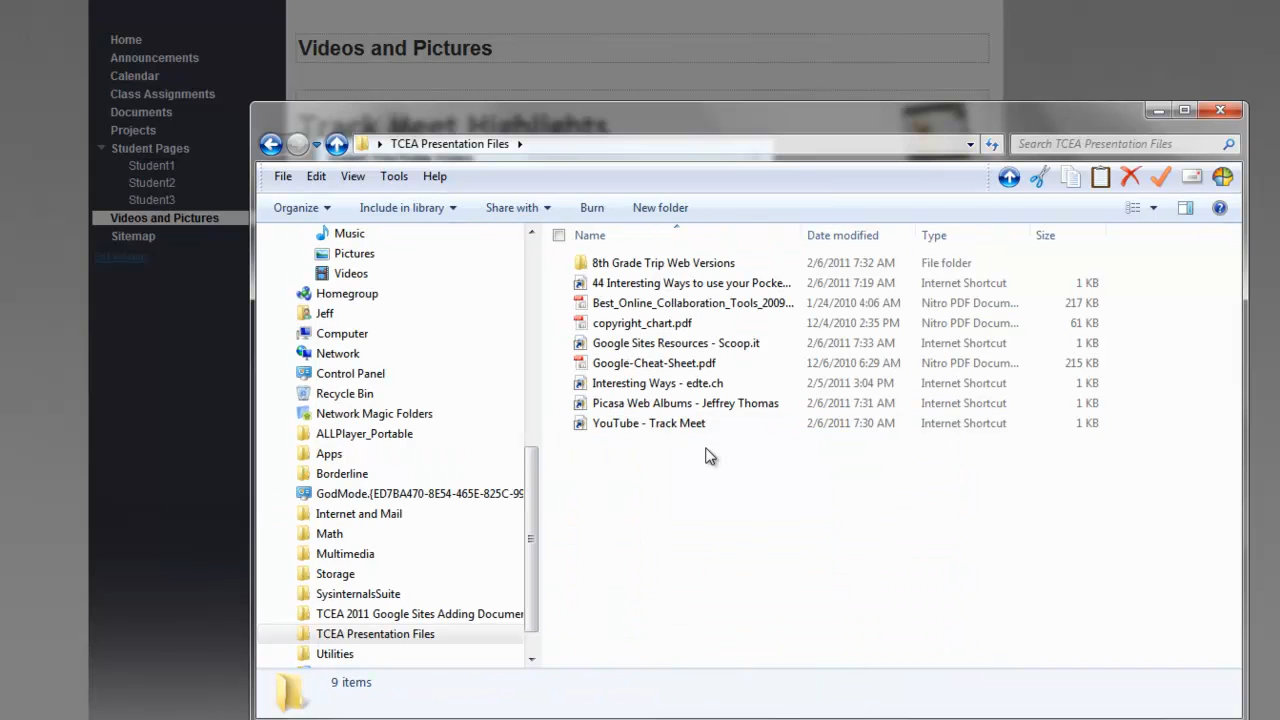 Home
Announcements
Calendar
Class Assignments
Documents
Projects
Student Pages
Student1
Student2
Student3
Videos and Pictures
Sitemap
Videos and Pictures
Track Meet Highlights
TCEA Presentation Files
Search TCEA Presentation Files
File Edit View Tools Help
Organize Include in library Share with Burn New folder
Music
Pictures
Videos
Homegroup
Jeff
Computer
Network
Control Panel
Recycle Bin
Network Magic Folders
ALLPlayer_Portable
Apps
Borderline
GodMode.{ED7BA470-8E54-465E-825C-99
Internet and Mail
Math
Multimedia
Storage
SysinternalsSuite
TCEA 2011 Google Sites Adding Documer
TCEA Presentation Files
Utilities
Name Date modified Type Size
8th Grade Trip Web Versions 2/6/2011 7:32 AM File folder
44 Interesting Ways to use your Pocke... 2/6/2011 7:19 AM Internet Shortcut 1 KB
Best_Online_Collaboration_Tools_2009... 1/24/2010 4:06 AM Nitro PDF Docum... 217 KB
copyright_chart.pdf 12/4/2010 2:35 PM Nitro PDF Docum... 61 KB
Google Sites Resources - Scoop.it 2/6/2011 7:33 AM Internet Shortcut 1 KB
Google-Cheat-Sheet.pdf 12/6/2010 6:29 AM Nitro PDF Docum... 215 KB
Interesting Ways - edte.ch 2/5/2011 3:04 PM Internet Shortcut 1 KB
Picasa Web Albums - Jeffrey Thomas 2/6/2011 7:31 AM Internet Shortcut 1 KB
YouTube - Track Meet 2/6/2011 7:30 AM Internet Shortcut 1 KB
9 items